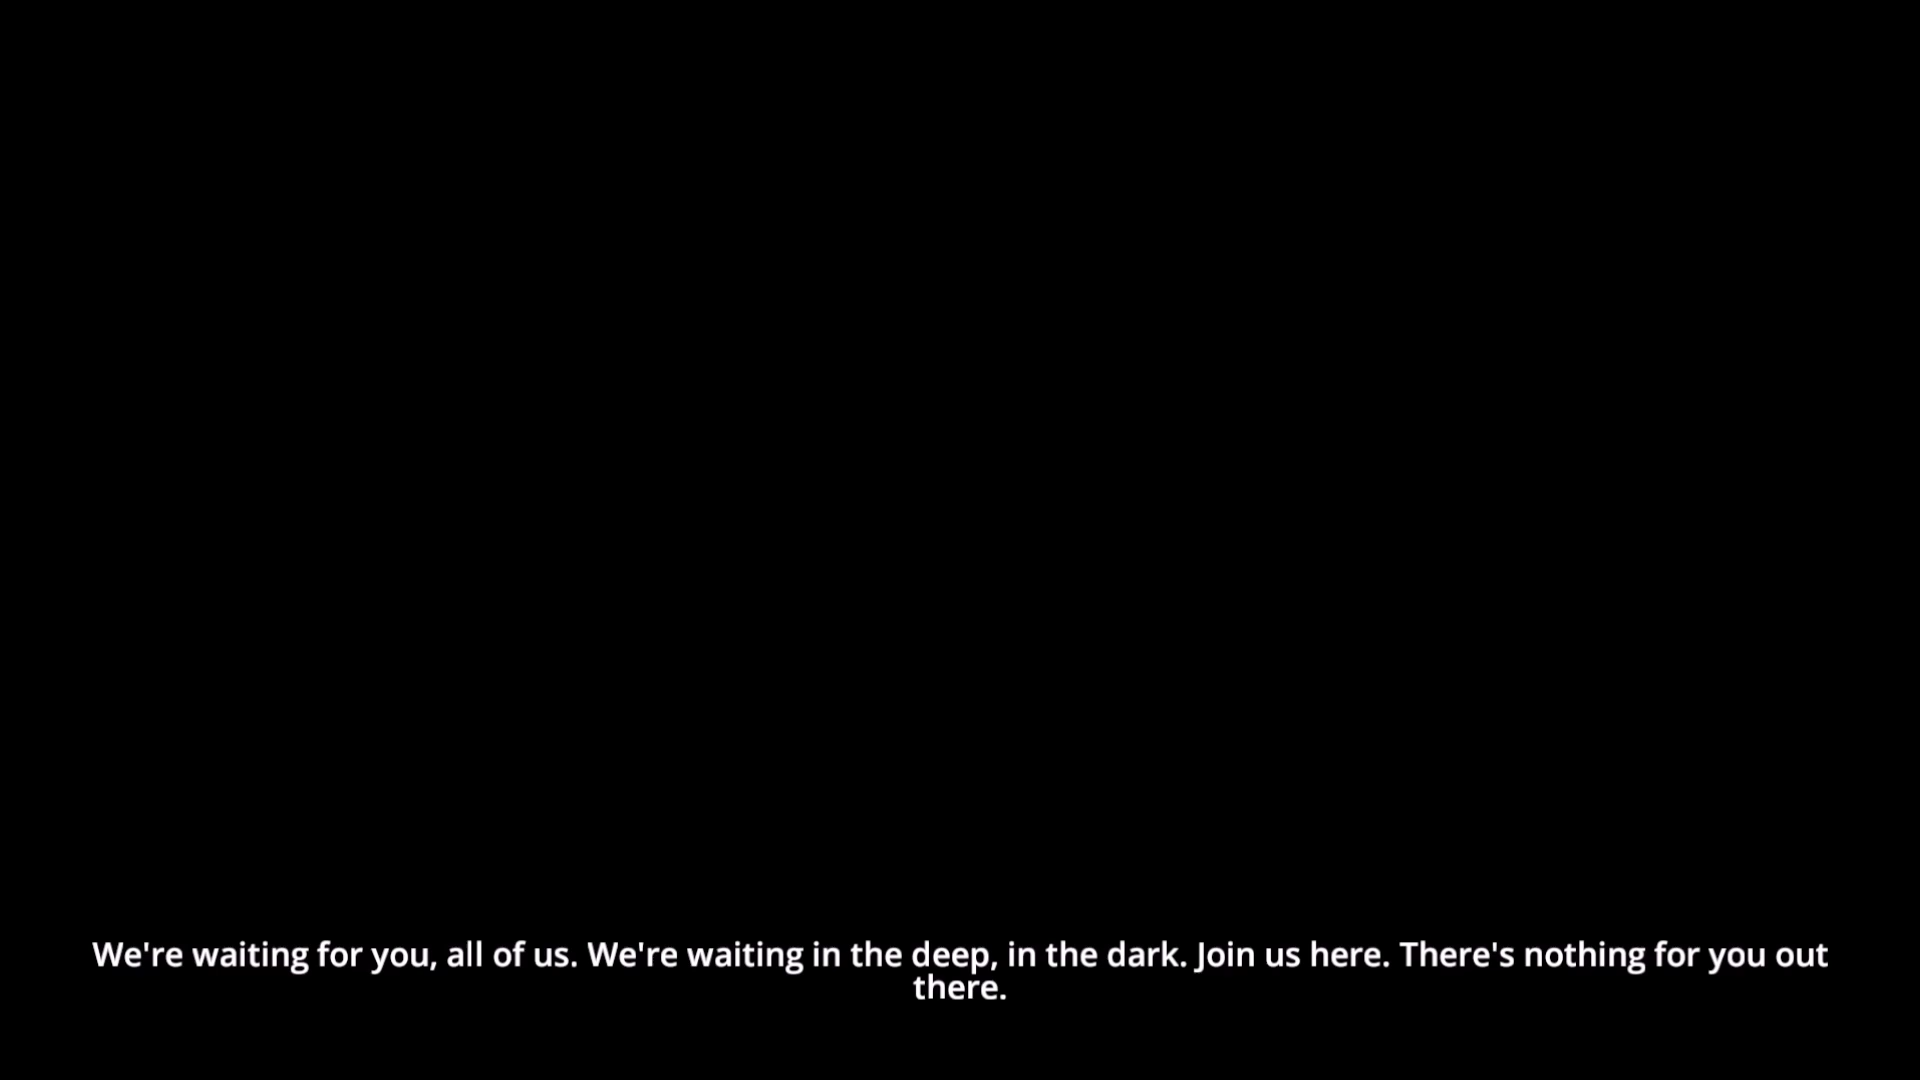 We're waiting for you, all of us. We're waiting in the deep, in the dark. Join us here. There's nothing for you out
there.